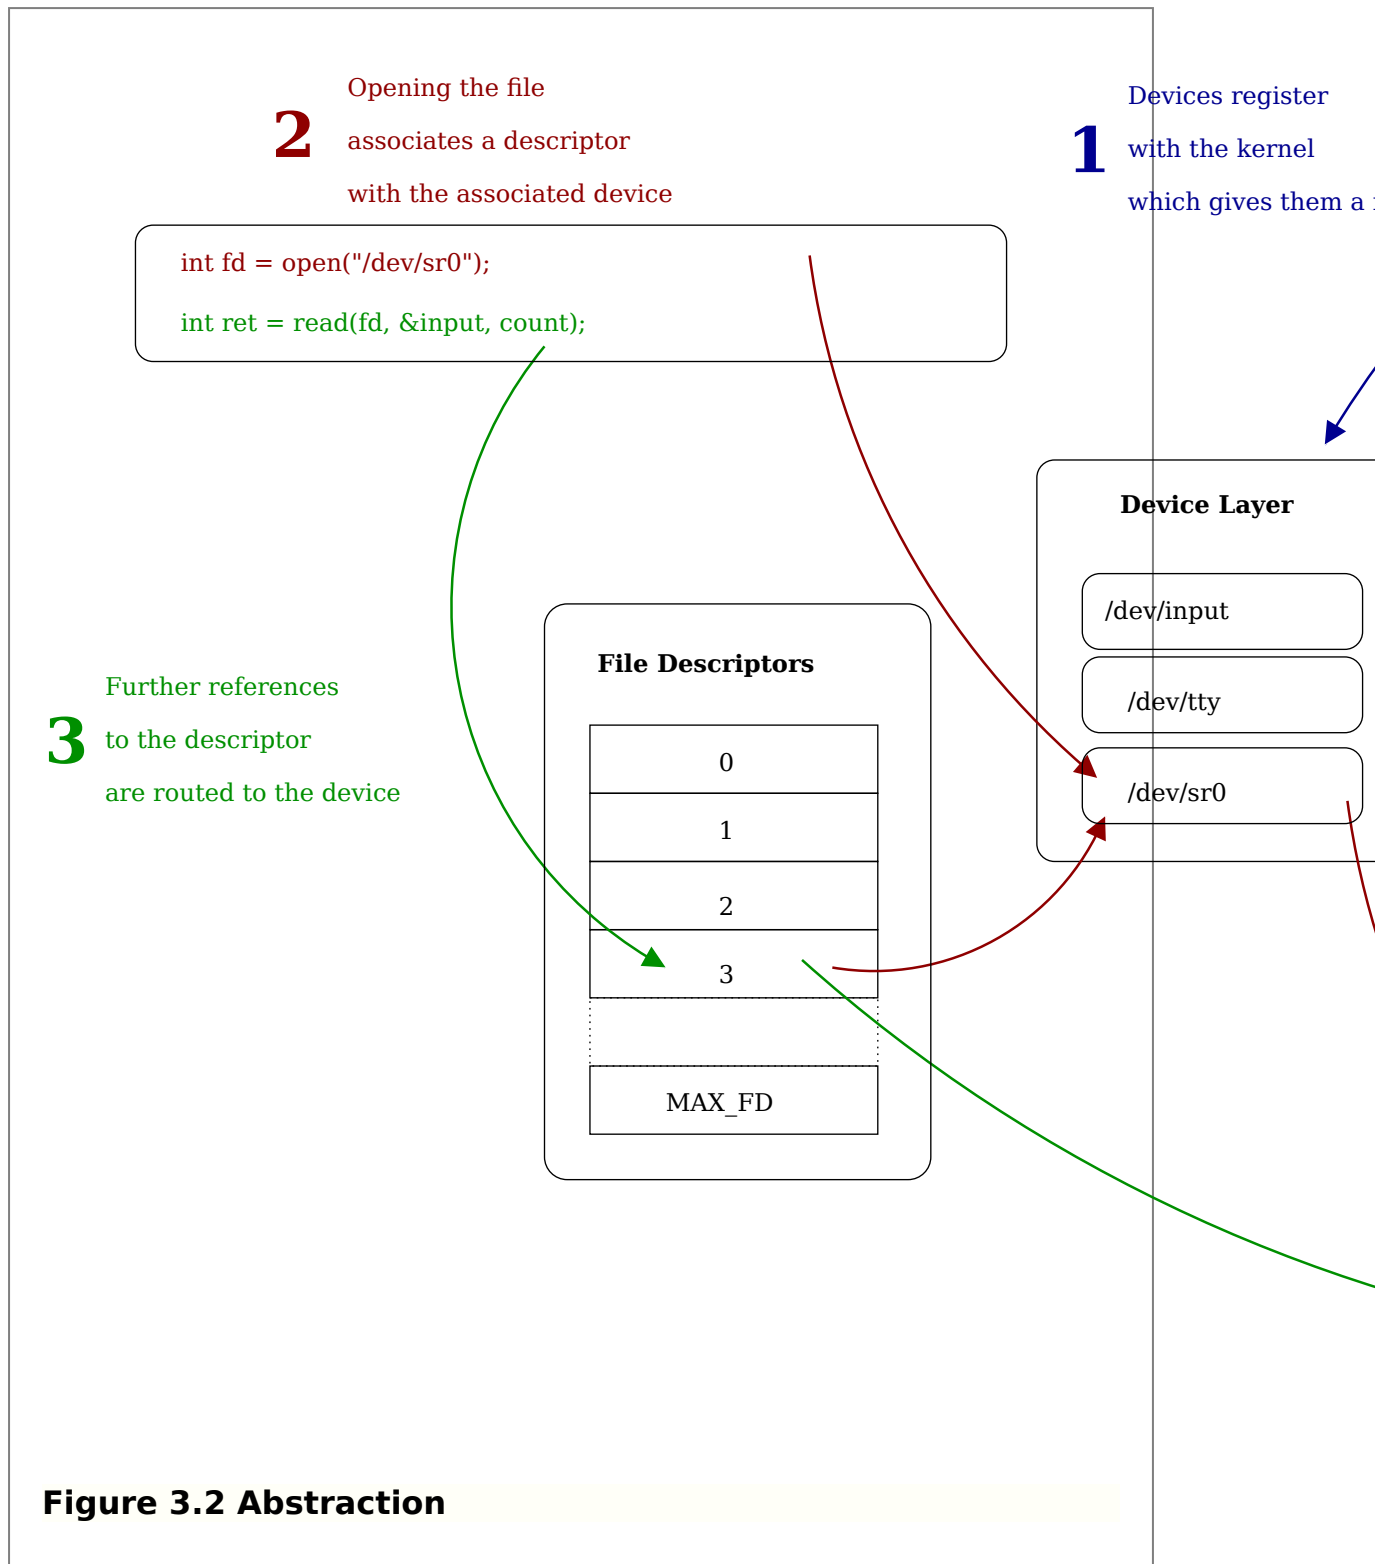 Opening the file
2
associates a descriptor
with the associated device
Devices register
1
with the kernel
which gives them a
int fd = open("/dev/sr0");
int ret = read(fd, &input, count);
Device Layer
/dev/input
/dev/tty
/dev/sr0
File Descriptors
0
1
2
3
MAX_FD
Further references
3
to the descriptor
are routed to the device
Figure 3.2 Abstraction